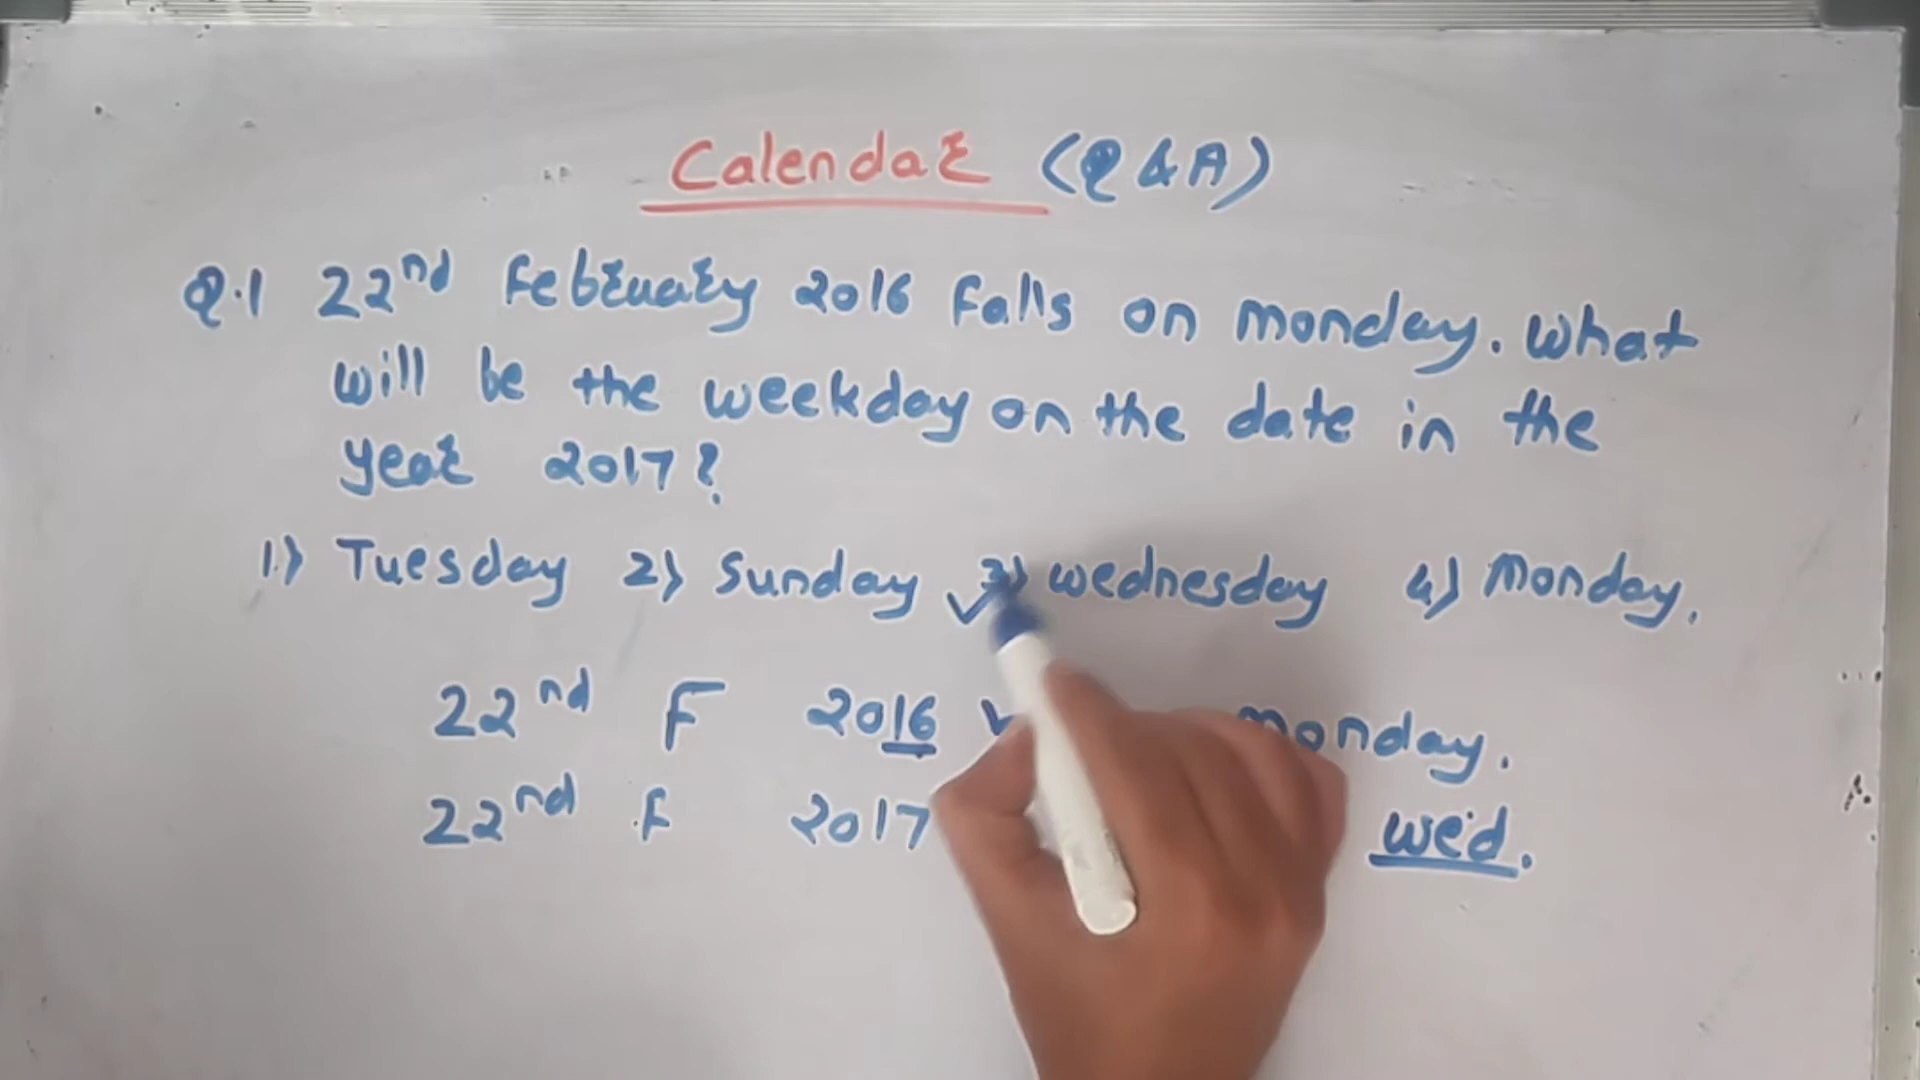 Calendar (Q & A)
Q.1 22nd February 2016 falls on monday. What
will be the weekday on the date in the
year 2017?
1) Tuesday 2) Sunday 3) wednesday 4) Monday.
22nd F 2016 monday.
22nd f 2017 wed.